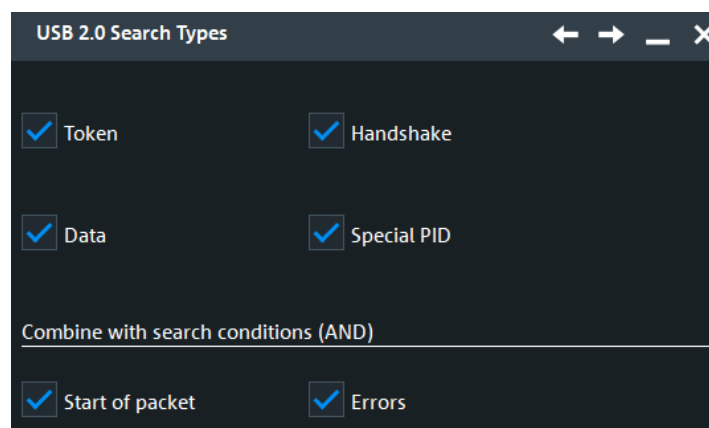 USB 2.0 Search Types
Token Handshake
Data Special PID
Combine with search conditions (AND)
Start of packet Errors